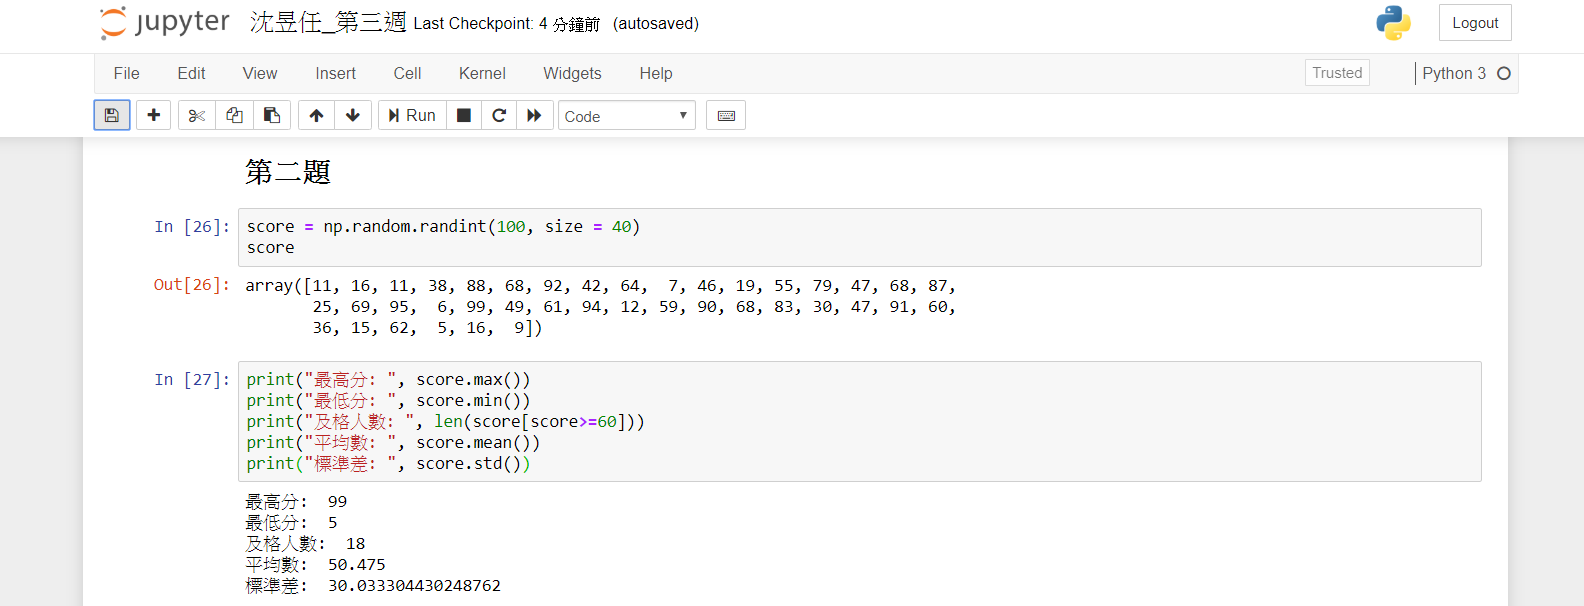 jupyter 沈昱任_第三週 Last Checkpoint: 4 分鐘前 (autosaved) Logout
File Edit View Insert Cell Kernel Widgets Help Trusted Python 3
Run Code
第二題
In [26]: score = np.random.randint(100, size = 40)
score
Out[26]: array([11, 16, 11, 38, 88, 68, 92, 42, 64,  7, 46, 19, 55, 79, 47, 68, 87,
25, 69, 95,  6, 99, 49, 61, 94, 12, 59, 90, 68, 83, 30, 47, 91, 60,
36, 15, 62,  5, 16,  9])
In [27]: print("最高分: ", score.max())
print("最低分: ", score.min())
print("及格人數: ", len(score[score>=60]))
print("平均數: ", score.mean())
print("標準差: ", score.std())
最高分:  99
最低分:  5
及格人數:  18
平均數:  50.475
標準差:  30.033304430248762